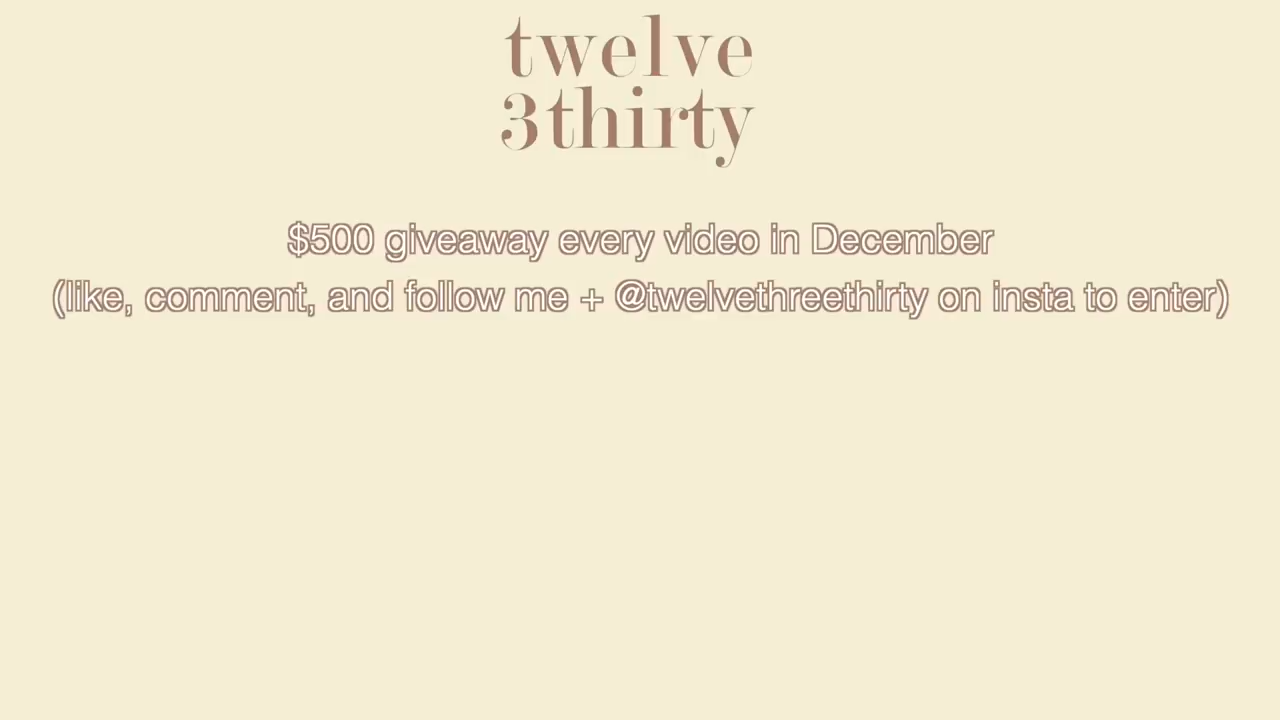 twelve
3thirty
$500 giveaway every video in December
(like, comment, and follow me + @twelvethreethirty on insta to enter)